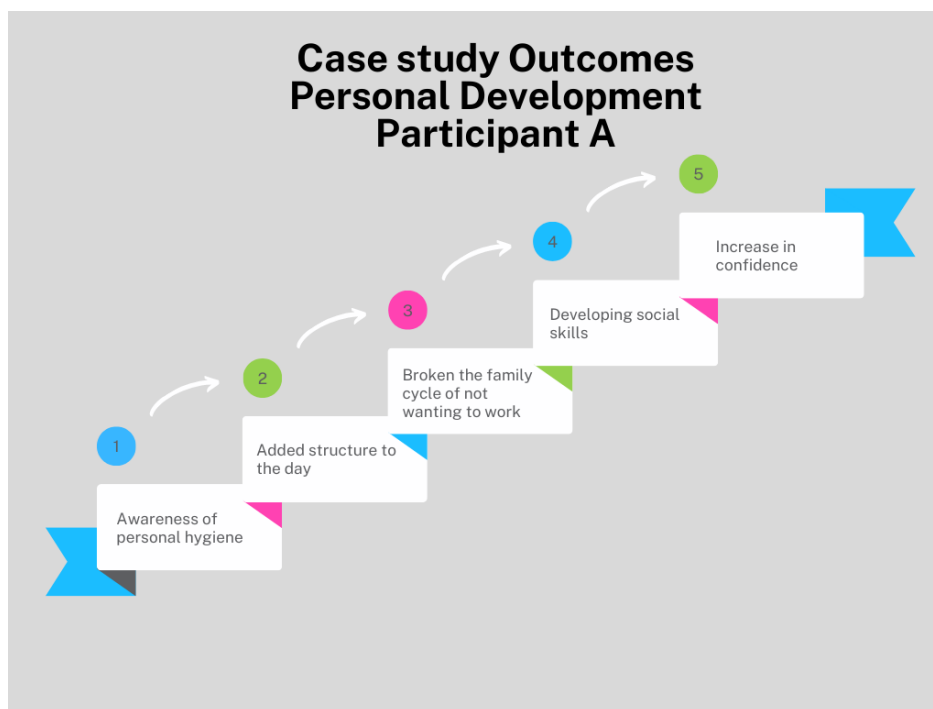 Case study Outcomes
Personal Development
Participant A
1
Awareness of
personal hygiene
2
Added structure to
the day
3
Broken the family
cycle of not
wanting to work
4
Developing social
skills
5
Increase in
confidence